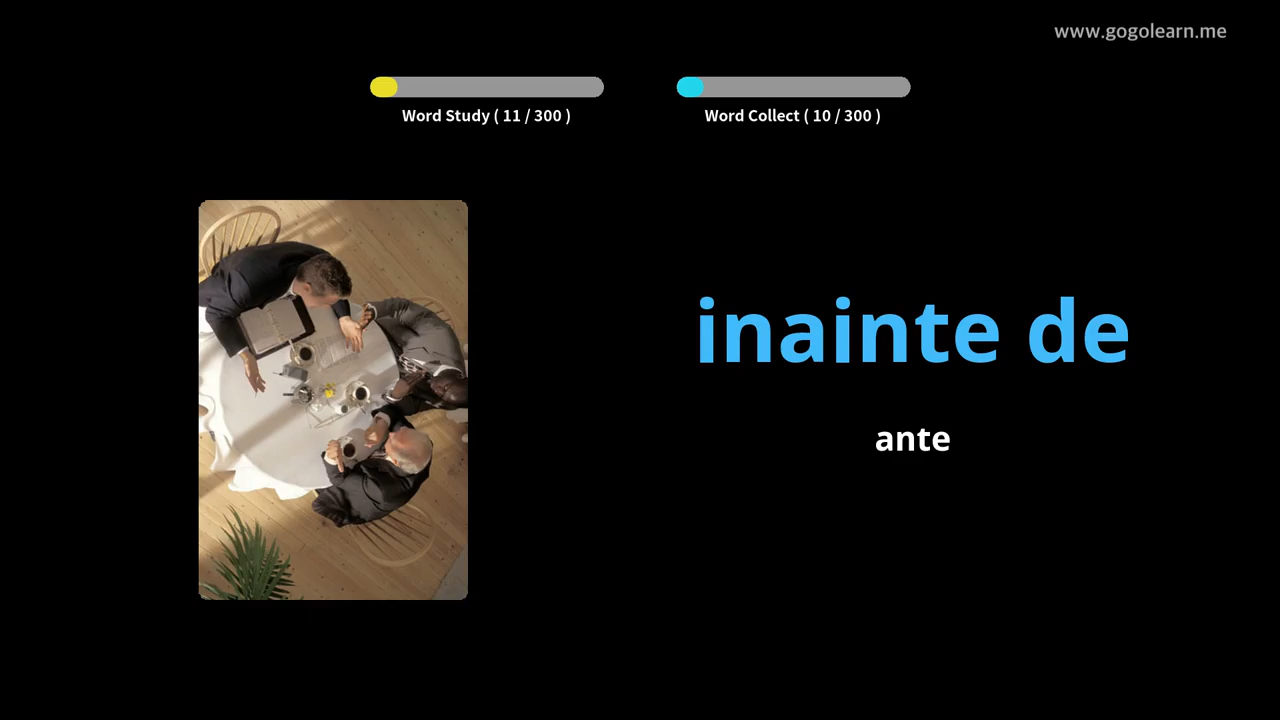 www.gogolearn.me
Word Study ( 11 / 300 )
Word Collect ( 10 / 300 )
inainte de
ante